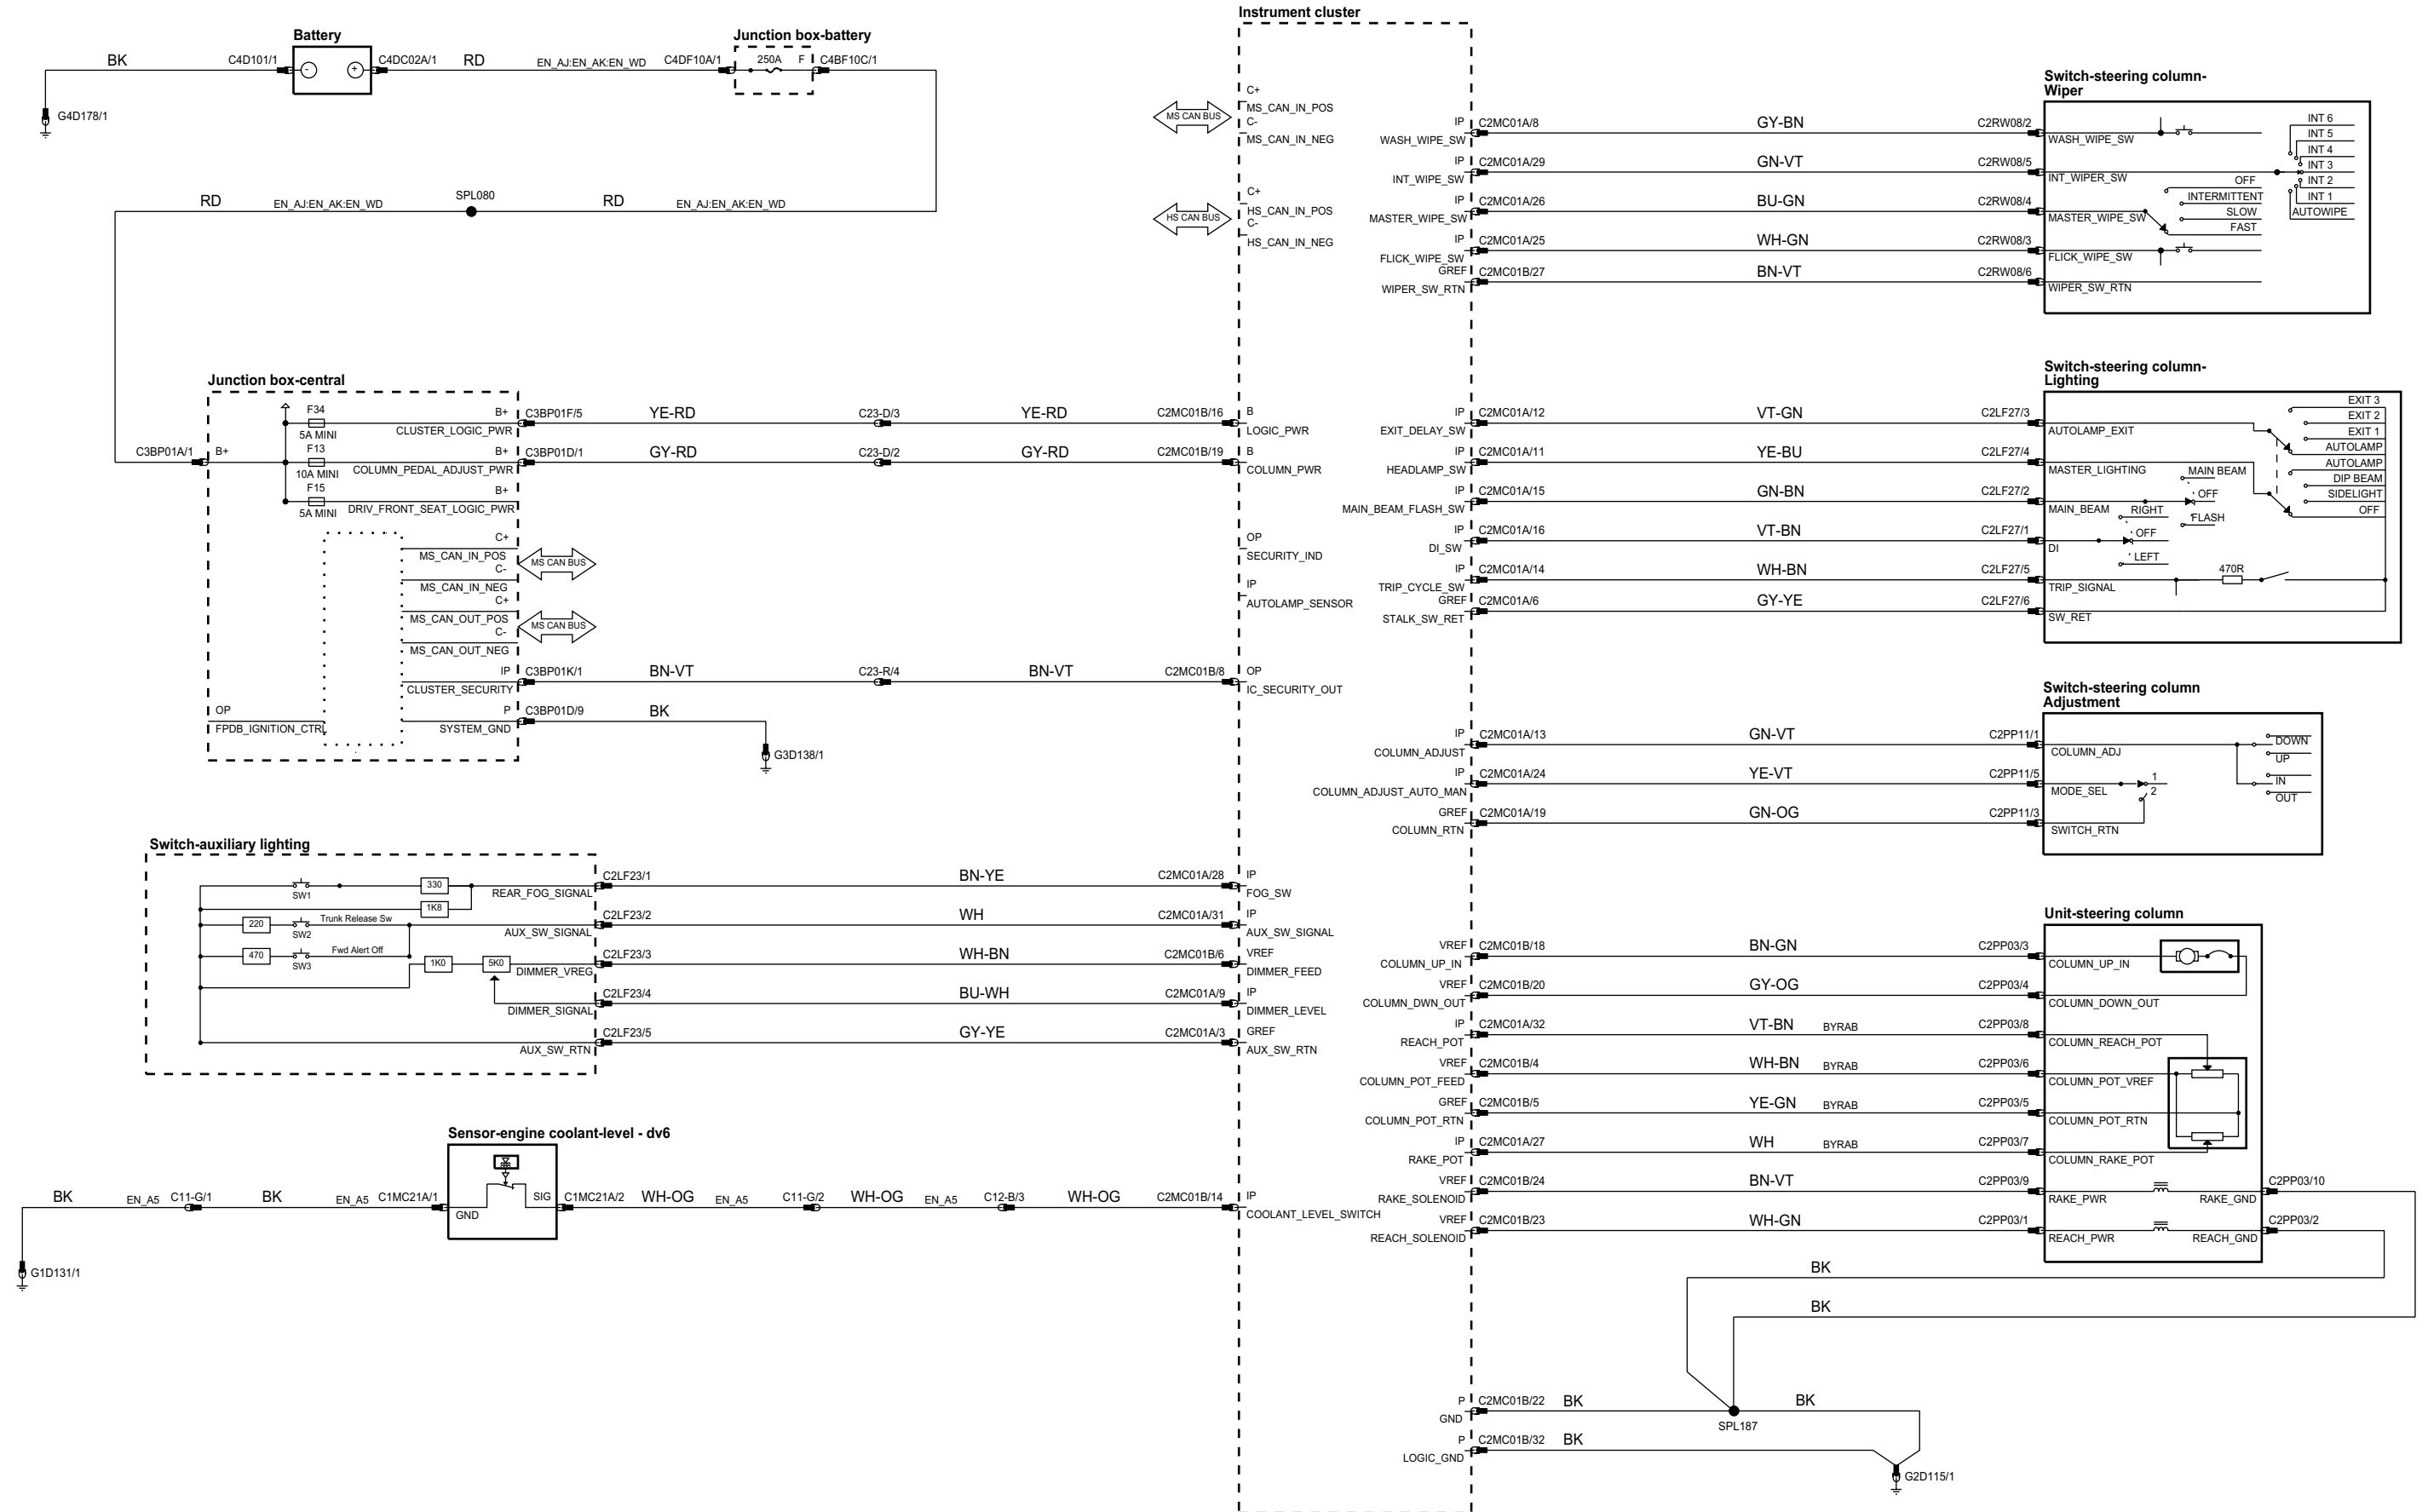 Instrument cluster
Battery
Junction box-battery
BK
C4D101/1
-
+
C4DC02A/1
RD
EN_AJ:EN_AK:EN_WD
C4DF10A/1
250A
F
C4BF10C/1
G4D178/1
RD
EN_AJ:EN_AK:EN_WD
SPL080
RD
EN_AJ:EN_AK:EN_WD
Junction box-central
C3BP01A/1
B+
F34
5A MINI
B+
CLUSTER_LOGIC_PWR
C3BP01F/5
YE-RD
C23-D/3
YE-RD
C2MC01B/16
B
LOGIC_PWR
F13
10A MINI
B+
COLUMN_PEDAL_ADJUST_PWR
C3BP01D/1
GY-RD
C23-D/2
GY-RD
C2MC01B/19
B
COLUMN_PWR
F15
5A MINI
B+
DRIV_FRONT_SEAT_LOGIC_PWR
C+
MS_CAN_IN_POS
C-
MS_CAN_IN_NEG
MS CAN BUS
C+
MS_CAN_OUT_POS
C-
MS_CAN_OUT_NEG
MS CAN BUS
IP
CLUSTER_SECURITY
C3BP01K/1
BN-VT
C23-R/4
BN-VT
C2MC01B/8
OP
IC_SECURITY_OUT
OP
FPDB_IGNITION_CTRL
P
SYSTEM_GND
C3BP01D/9
BK
G3D138/1
MS CAN BUS
C+
MS_CAN_IN_POS
C-
MS_CAN_IN_NEG
HS CAN BUS
C+
HS_CAN_IN_POS
C-
HS_CAN_IN_NEG
OP
SECURITY_IND
IP
AUTOLAMP_SENSOR
Switch-auxiliary lighting
SW1
330
1K8
REAR_FOG_SIGNAL
C2LF23/1
BN-YE
C2MC01A/28
IP
FOG_SW
220
SW2
Trunk Release Sw
AUX_SW_SIGNAL
C2LF23/2
WH
C2MC01A/31
IP
AUX_SW_SIGNAL
470
SW3
Fwd Alert Off
1K0
5K0
DIMMER_VREG
C2LF23/3
WH-BN
C2MC01B/6
VREF
DIMMER_FEED
DIMMER_SIGNAL
C2LF23/4
BU-WH
C2MC01A/9
IP
DIMMER_LEVEL
AUX_SW_RTN
C2LF23/5
GY-YE
C2MC01A/3
GREF
AUX_SW_RTN
Sensor-engine coolant-level - dv6
BK
EN_A5
C11-G/1
BK
EN_A5
C1MC21A/1
GND
SIG
C1MC21A/2
WH-OG
EN_A5
C11-G/2
WH-OG
EN_A5
C12-B/3
WH-OG
C2MC01B/14
IP
COOLANT_LEVEL_SWITCH
G1D131/1
Switch-steering column-
Wiper
IP
WASH_WIPE_SW
C2MC01A/8
GY-BN
C2RW08/2
WASH_WIPE_SW
IP
INT_WIPE_SW
C2MC01A/29
GN-VT
C2RW08/5
INT_WIPER_SW
IP
MASTER_WIPE_SW
C2MC01A/26
BU-GN
C2RW08/4
MASTER_WIPE_SW
IP
FLICK_WIPE_SW
C2MC01A/25
WH-GN
C2RW08/3
FLICK_WIPE_SW
GREF
WIPER_SW_RTN
C2MC01B/27
BN-VT
C2RW08/6
WIPER_SW_RTN
INT 6
INT 5
INT 4
INT 3
INT 2
INT 1
AUTOWIPE
OFF
INTERMITTENT
SLOW
FAST
Switch-steering column-
Lighting
IP
EXIT_DELAY_SW
C2MC01A/12
VT-GN
C2LF27/3
AUTOLAMP_EXIT
IP
HEADLAMP_SW
C2MC01A/11
YE-BU
C2LF27/4
MASTER_LIGHTING
IP
MAIN_BEAM_FLASH_SW
C2MC01A/15
GN-BN
C2LF27/2
MAIN_BEAM
IP
DI_SW
C2MC01A/16
VT-BN
C2LF27/1
DI
IP
TRIP_CYCLE_SW
C2MC01A/14
WH-BN
C2LF27/5
TRIP_SIGNAL
GREF
STALK_SW_RET
C2MC01A/6
GY-YE
C2LF27/6
SW_RET
EXIT 3
EXIT 2
EXIT 1
AUTOLAMP
AUTOLAMP
DIP BEAM
SIDELIGHT
OFF
MAIN BEAM
OFF
FLASH
RIGHT
OFF
LEFT
470R
Switch-steering column
Adjustment
IP
COLUMN_ADJUST
C2MC01A/13
GN-VT
C2PP11/1
COLUMN_ADJ
IP
COLUMN_ADJUST_AUTO_MAN
C2MC01A/24
YE-VT
C2PP11/5
MODE_SEL
GREF
COLUMN_RTN
C2MC01A/19
GN-OG
C2PP11/3
SWITCH_RTN
1
2
DOWN
UP
IN
OUT
Unit-steering column
VREF
COLUMN_UP_IN
C2MC01B/18
BN-GN
C2PP03/3
COLUMN_UP_IN
VREF
COLUMN_DWN_OUT
C2MC01B/20
GY-OG
C2PP03/4
COLUMN_DOWN_OUT
IP
REACH_POT
C2MC01A/32
VT-BN
BYRAB
C2PP03/8
COLUMN_REACH_POT
VREF
COLUMN_POT_FEED
C2MC01B/4
WH-BN
BYRAB
C2PP03/6
COLUMN_POT_VREF
GREF
COLUMN_POT_RTN
C2MC01B/5
YE-GN
BYRAB
C2PP03/5
COLUMN_POT_RTN
IP
RAKE_POT
C2MC01A/27
WH
BYRAB
C2PP03/7
COLUMN_RAKE_POT
VREF
RAKE_SOLENOID
C2MC01B/24
BN-VT
C2PP03/9
RAKE_PWR
RAKE_GND
C2PP03/10
VREF
REACH_SOLENOID
C2MC01B/23
WH-GN
C2PP03/1
REACH_PWR
REACH_GND
C2PP03/2
BK
BK
P
GND
C2MC01B/22
BK
SPL187
BK
P
LOGIC_GND
C2MC01B/32
BK
G2D115/1